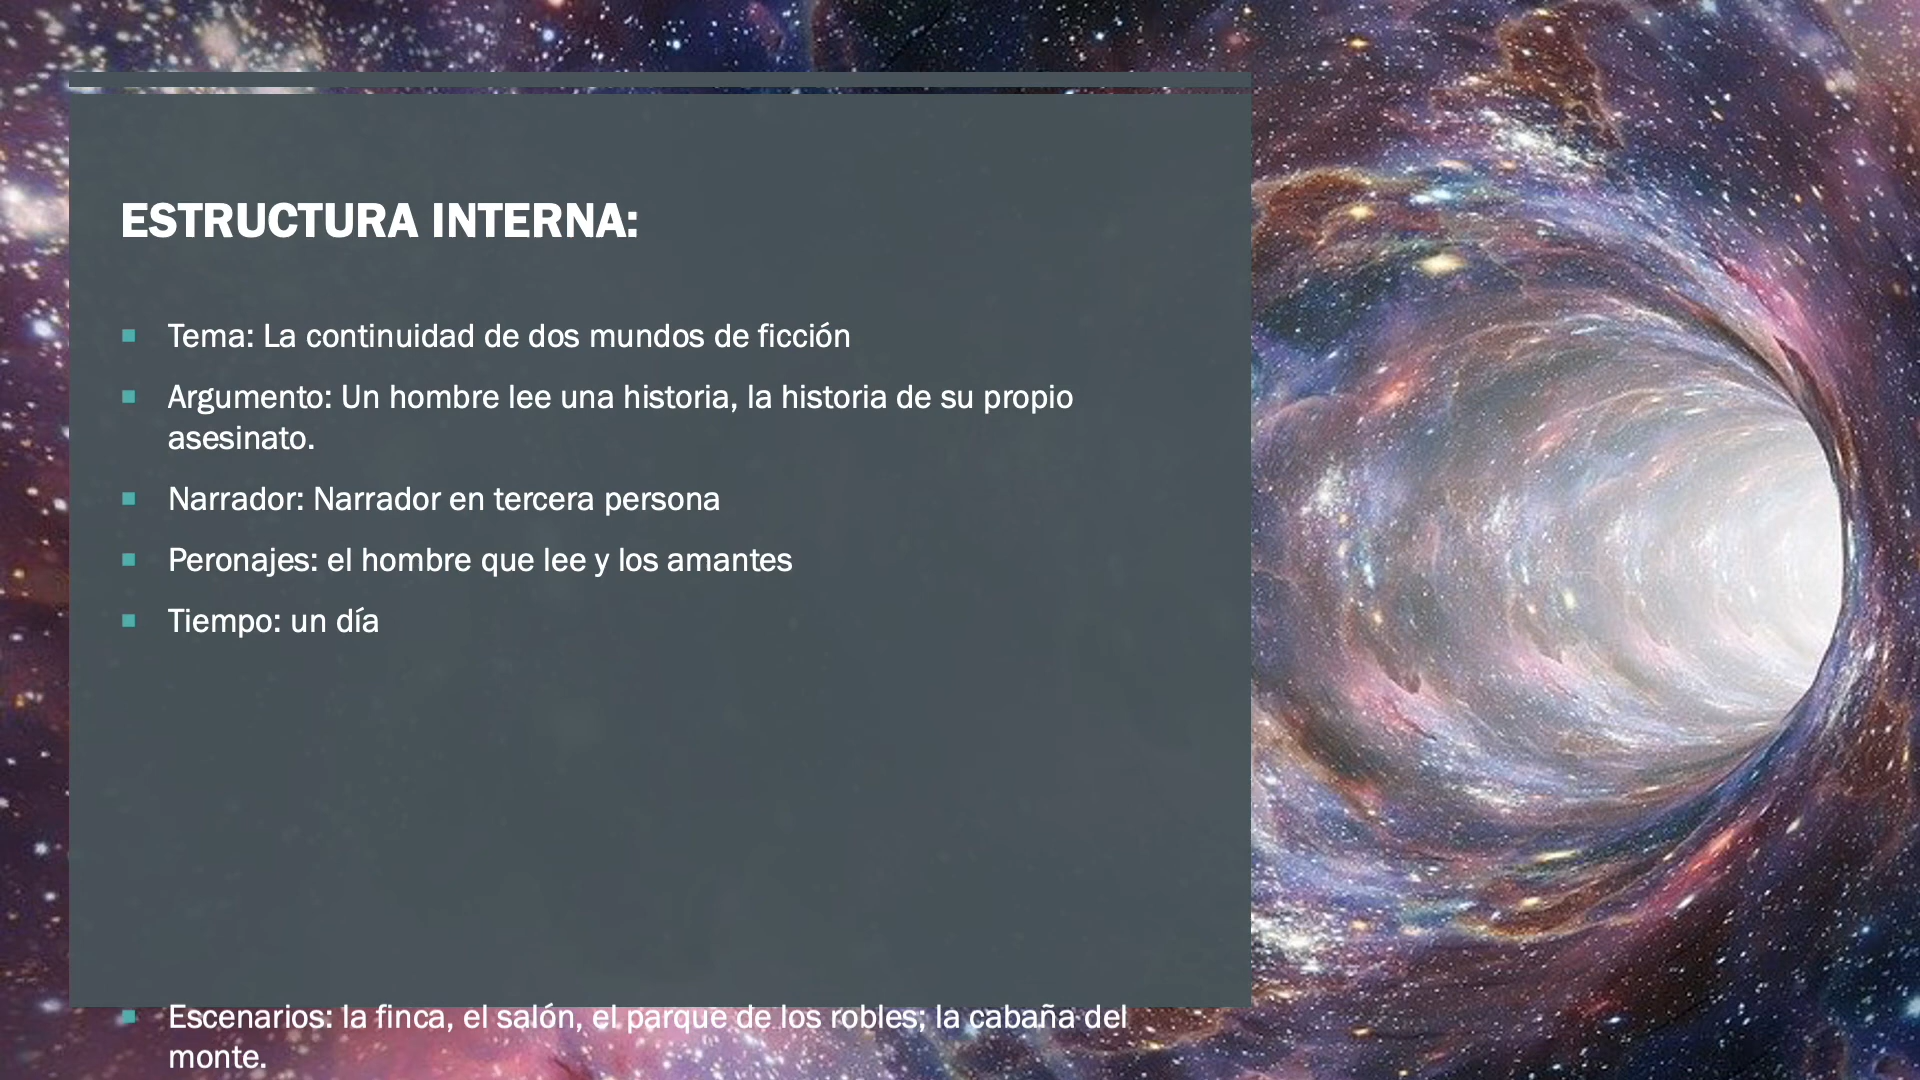 ESTRUCTURA INTERNA:
Tema: La continuidad de dos mundos de ficción
Argumento: Un hombre lee una historia, la historia de su propio
asesinato.
Narrador: Narrador en tercera persona
Peronajes: el hombre que lee y los amantes
Tiempo: un día
Escenarios: la finca, el salón, el parque de los robles; la cabaña del
monte.